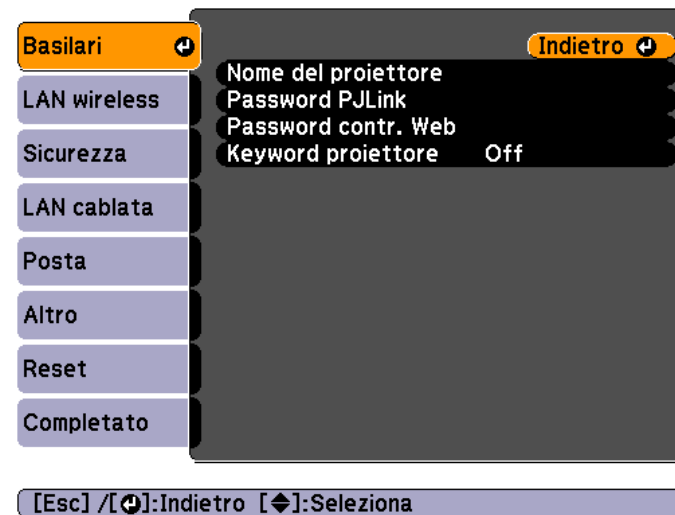 Basilari
Indietro
Nome del proiettore
LAN wireless
Password PJLink
Password contr. Web
Sicurezza
Keyword proiettore Off
LAN cablata
Posta
Altro
Reset
Completato
[Esc] /[⏎]:Indietro [◆]:Seleziona